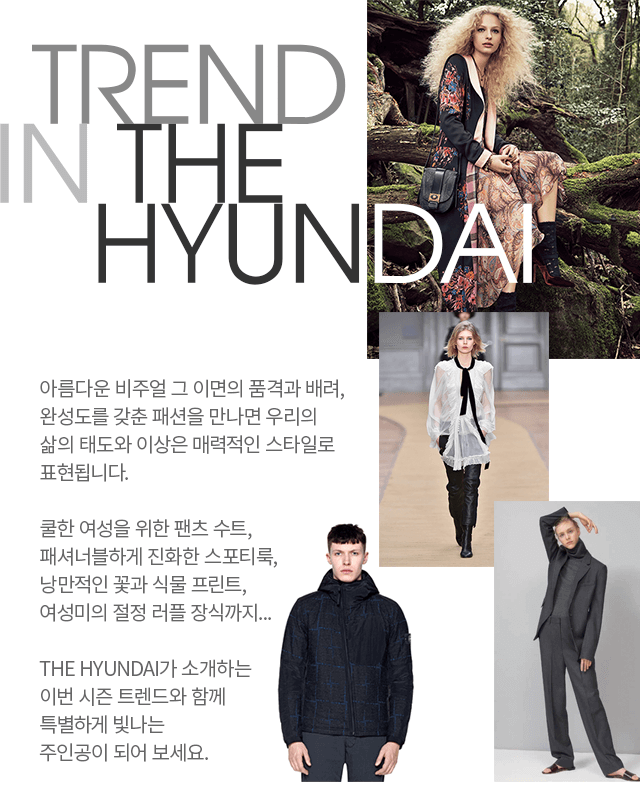 TREND
IN THE
HYUNDAI
아름다운 비주얼 그 이면의 품격과 배려,
완성도를 갖춘 패션을 만나면 우리의
삶의 태도와 이상은 매력적인 스타일로
표현됩니다.
쿨한 여성을 위한 팬츠 수트,
패셔너블하게 진화한 스포티룩,
낭만적인 꽃과 식물 프린트,
여성미의 절정 러플 장식까지...
THE HYUNDAI가 소개하는
이번 시즌 트렌드와 함께
특별하게 빛나는
주인공이 되어 보세요.